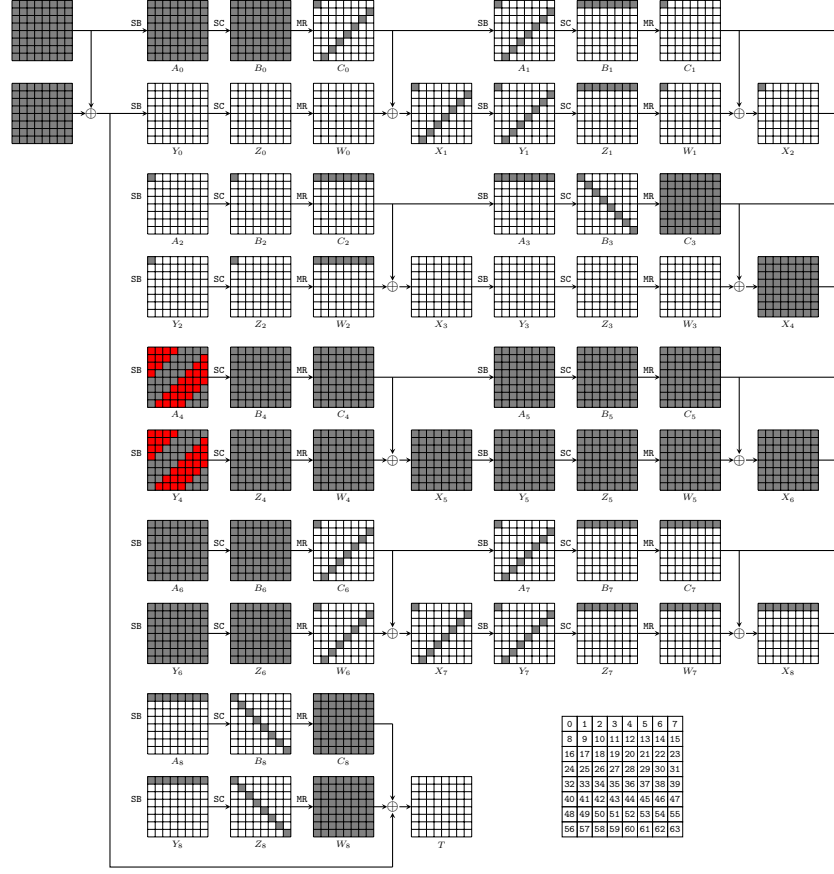 SB SC MR SB SC MR
A0 B0 C0 A1 B1 C1
SB SC MR SB SC MR
Y0 Z0 W0 X1 Y1 Z1 W1 X2
SB SC MR SB SC MR
A2 B2 C2 A3 B3 C3
SB SC MR SB SC MR
Y2 Z2 W2 X3 Y3 Z3 W3 X4
SB SC MR SB SC MR
A4 B4 C4 A5 B5 C5
SB SC MR SB SC MR
Y4 Z4 W4 X5 Y5 Z5 W5 X6
SB SC MR SB SC MR
A6 B6 C6 A7 B7 C7
SB SC MR SB SC MR
Y6 Z6 W6 X7 Y7 Z7 W7 X8
SB SC MR
A8 B8 C8
SB SC MR
Y8 Z8 W8 T
0 1 2 3 4 5 6 7
8 9 10 11 12 13 14 15
16 17 18 19 20 21 22 23
24 25 26 27 28 29 30 31
32 33 34 35 36 37 38 39
40 41 42 43 44 45 46 47
48 49 50 51 52 53 54 55
56 57 58 59 60 61 62 63